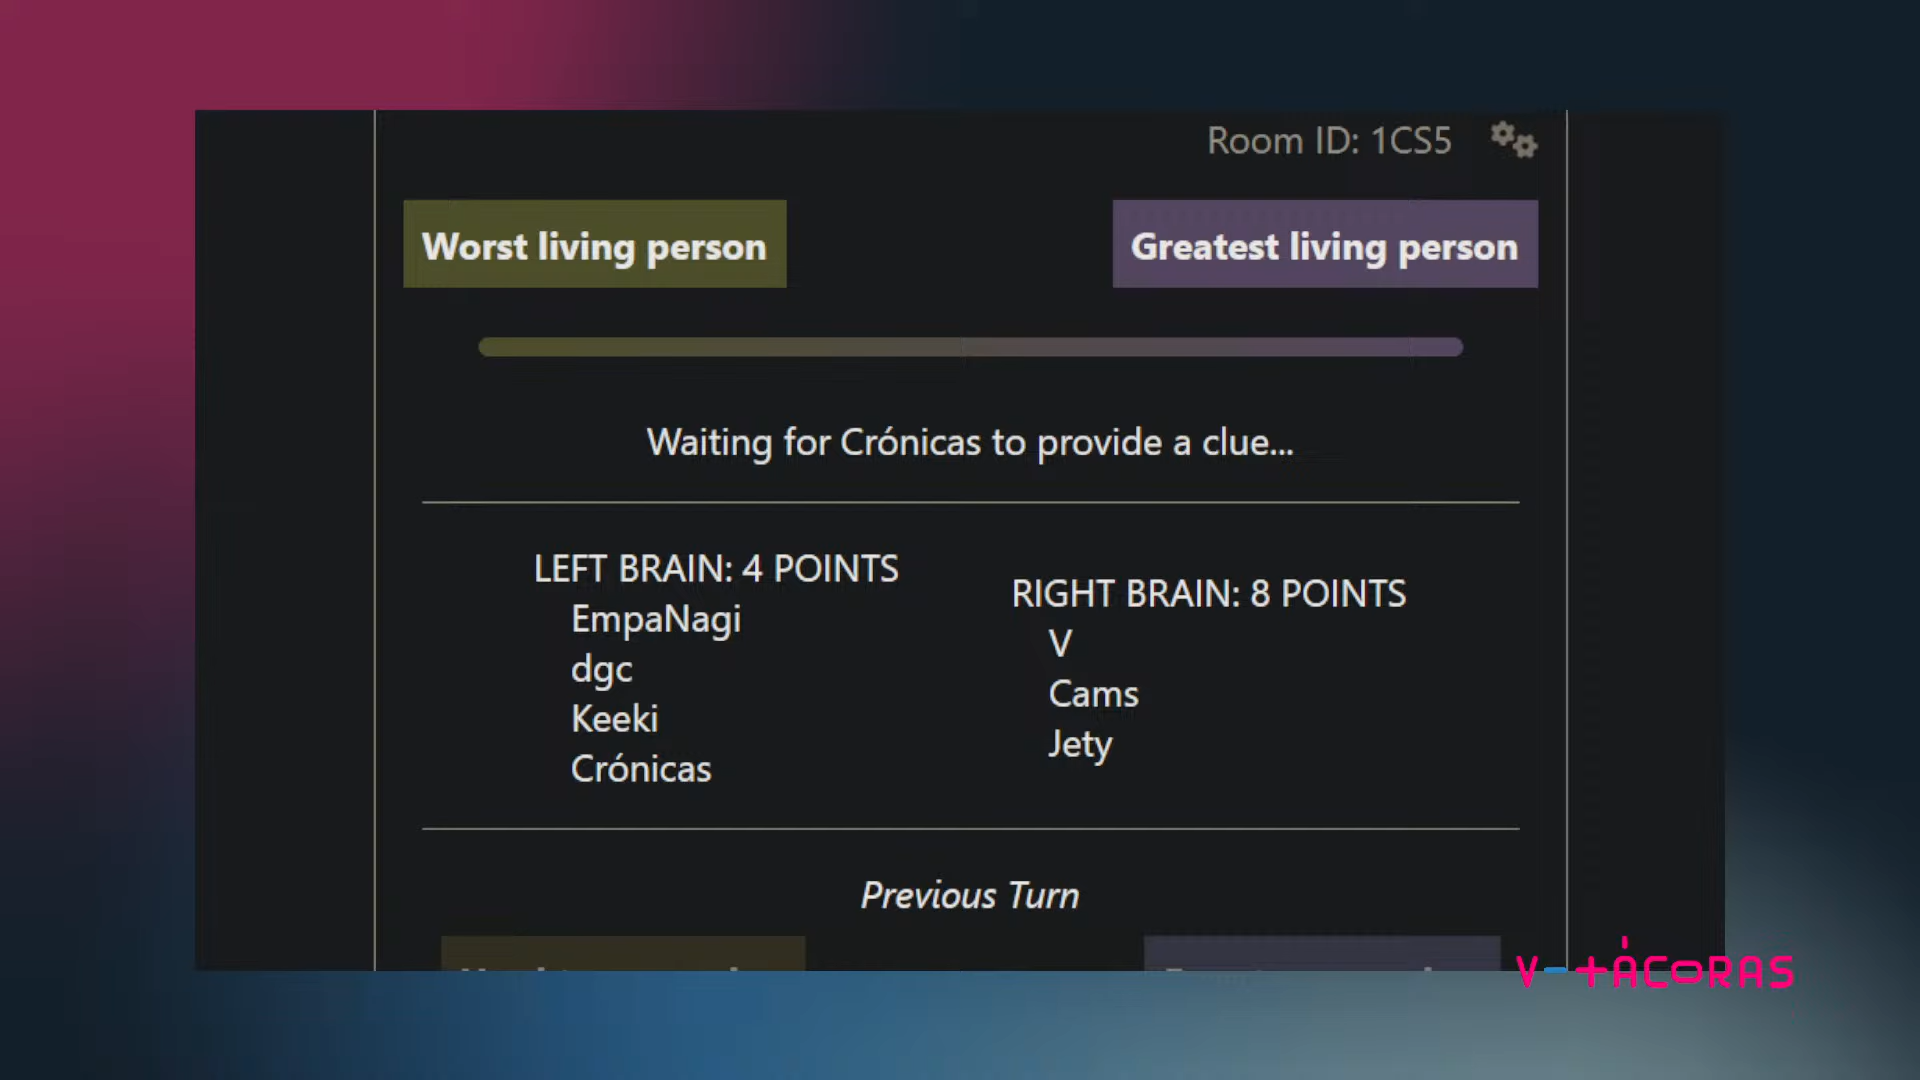 Room ID: 1CS5
Worst living person
Greatest living person
Waiting for Crónicas to provide a clue...
LEFT BRAIN: 4 POINTS
EmpaNagi
dgc
Keeki
Crónicas
RIGHT BRAIN: 8 POINTS
V
Cams
Jety
Previous Turn
V-TÁCORAS